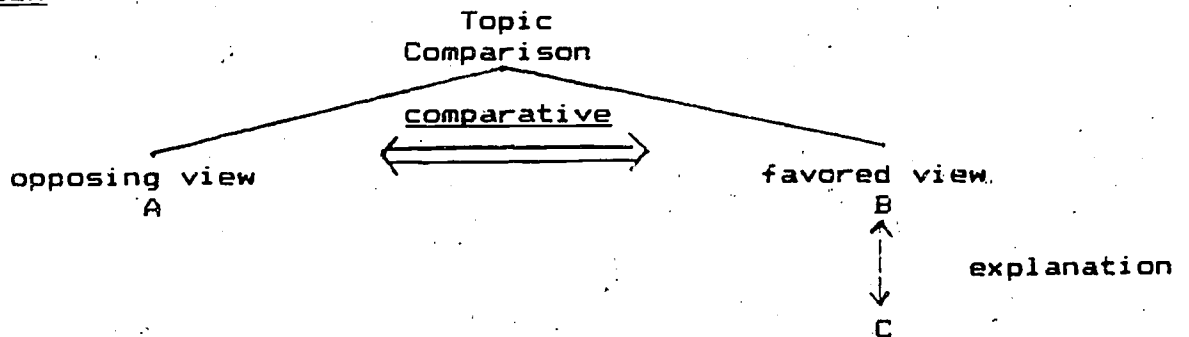 Topic
Comparison
comparative
opposing view
A
favored view
B
explanation
C